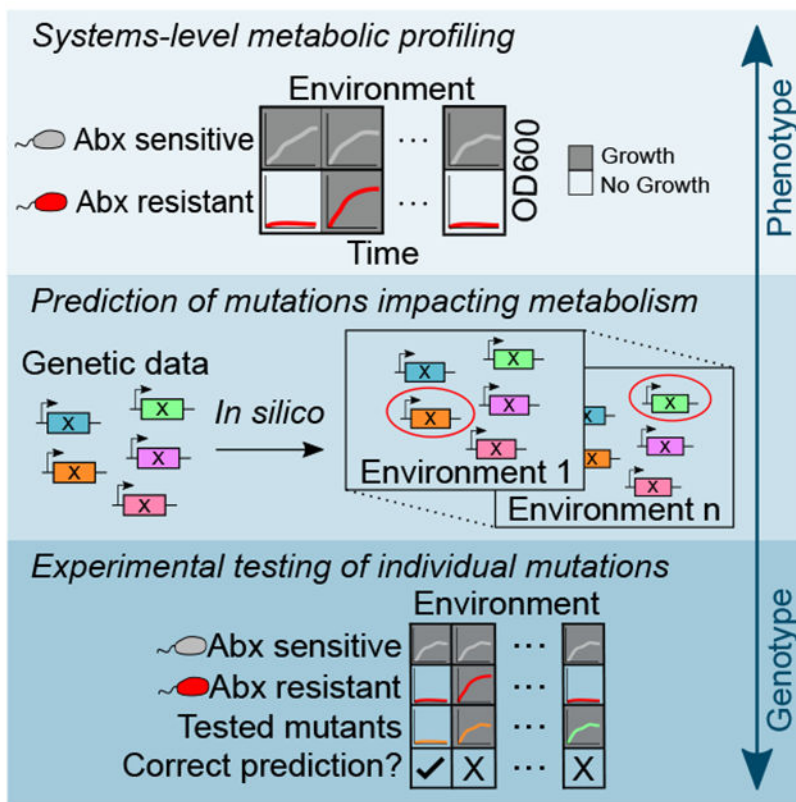 Systems-level metabolic profiling
Environment
Abx sensitive
...
Abx resistant
...
OD600
Time
Growth
No Growth
Phenotype
Prediction of mutations impacting metabolism
Genetic data
X
X
X
X
X
In silico
X
X
X
X
X
Environment 1
X
X
X
Environment n
Experimental testing of individual mutations
Environment
Abx sensitive
...
Abx resistant
...
Tested mutants
...
Correct prediction? ✓ X ... X
Genotype